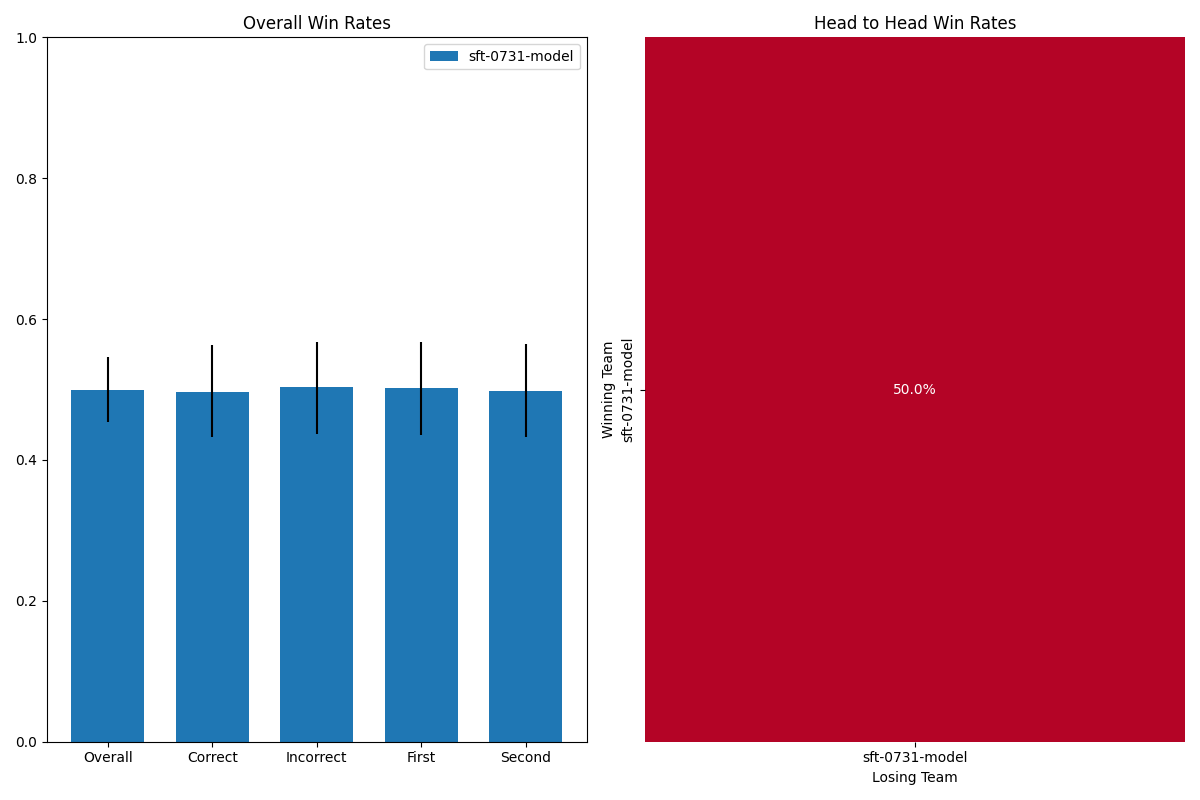 Overall Win Rates
1.0
0.8
0.6
0.4
0.2
0.0
sft-0731-model
Overall
Correct
Incorrect
First
Second
Head to Head Win Rates
Winning Team
sft-0731-model
50.0%
sft-0731-model
Losing Team